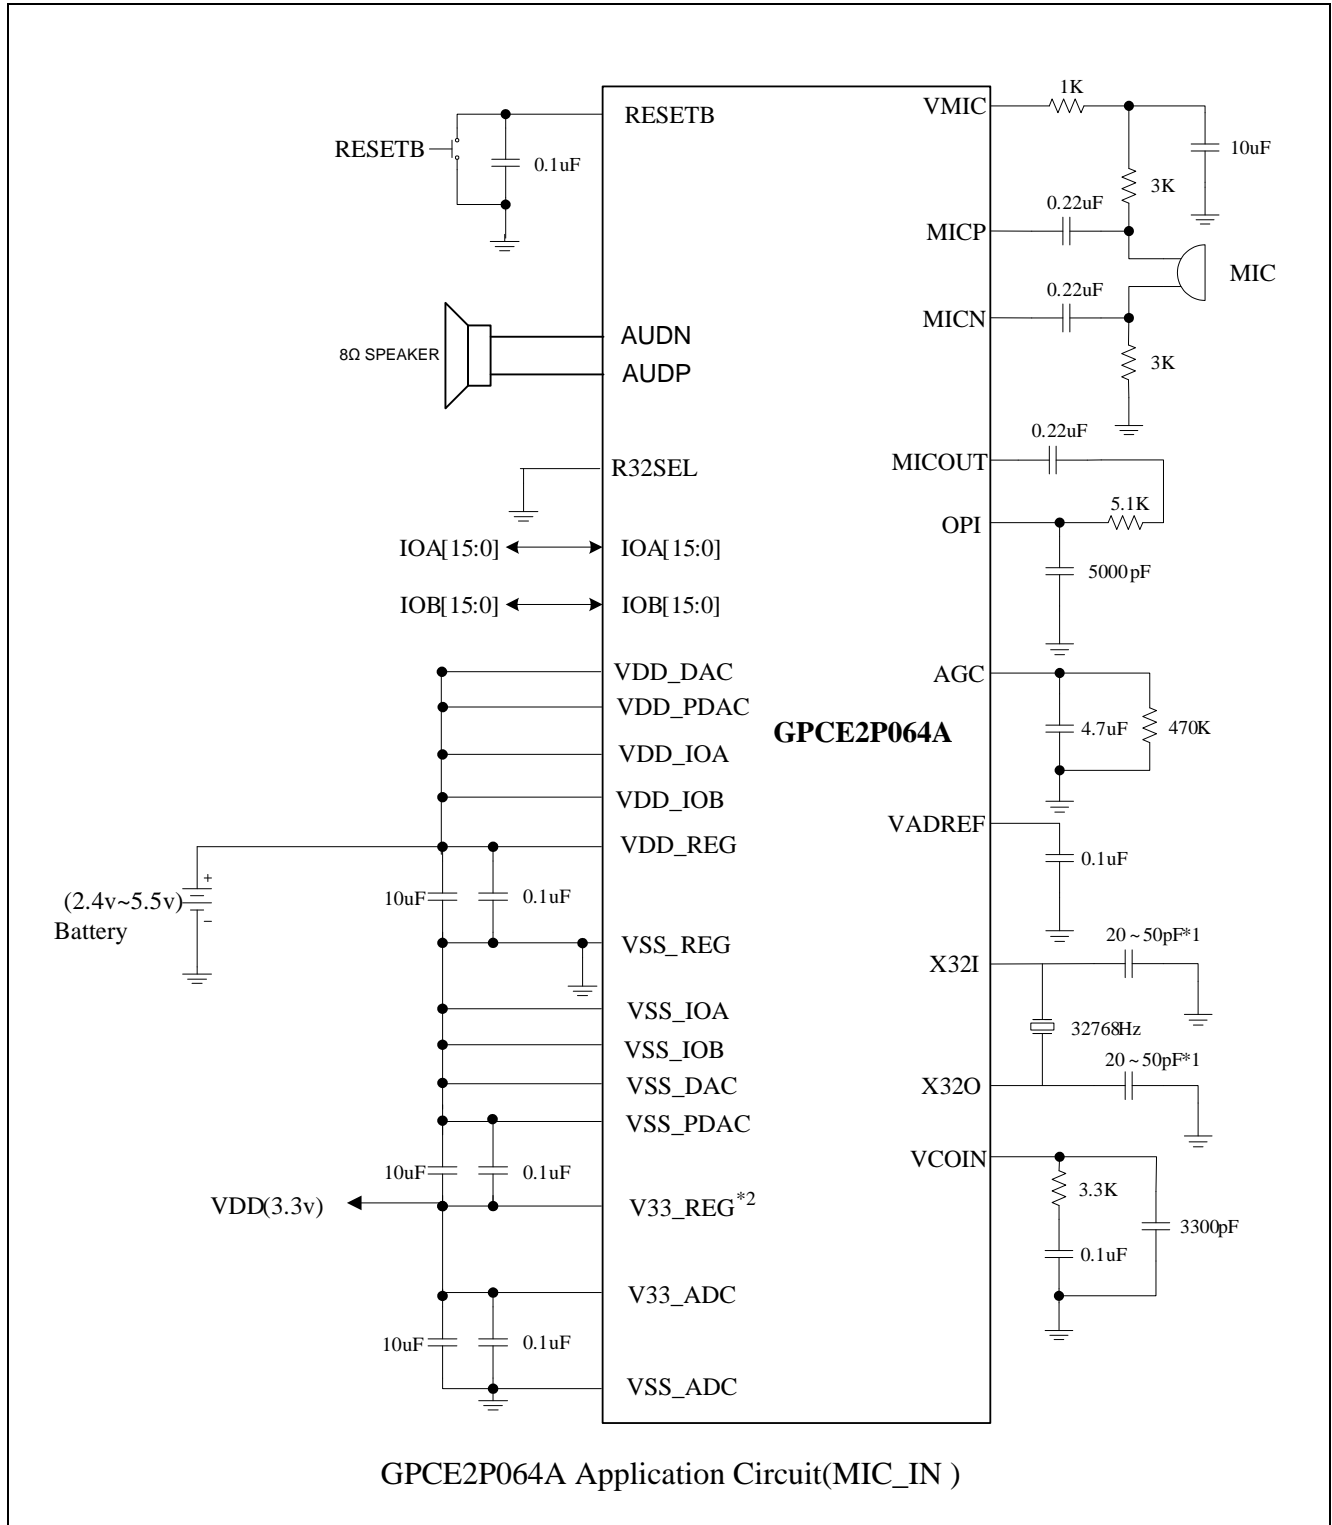 RESETB
0.1uF
RESETB
8Ω SPEAKER
AUDN
AUDP
R32SEL
IOA[15:0]
IOA[15:0]
IOB[15:0]
IOB[15:0]
VDD_DAC
VDD_PDAC
VDD_IOA
VDD_IOB
VDD_REG
+
(2.4v~5.5v)
−
Battery
10uF
0.1uF
VSS_REG
VSS_IOA
VSS_IOB
VSS_DAC
VSS_PDAC
10uF
0.1uF
VDD(3.3v)
V33_REG*2
V33_ADC
10uF
0.1uF
VSS_ADC
GPCE2P064A
VMIC
1K
10uF
3K
0.22uF
MICP
MIC
0.22uF
MICN
3K
0.22uF
MICOUT
5.1K
OPI
5000pF
AGC
4.7uF
470K
VADREF
0.1uF
20~50pF*1
X32I
32768Hz
20~50pF*1
X32O
VCOIN
3.3K
3300pF
0.1uF
GPCE2P064A Application Circuit(MIC_IN )